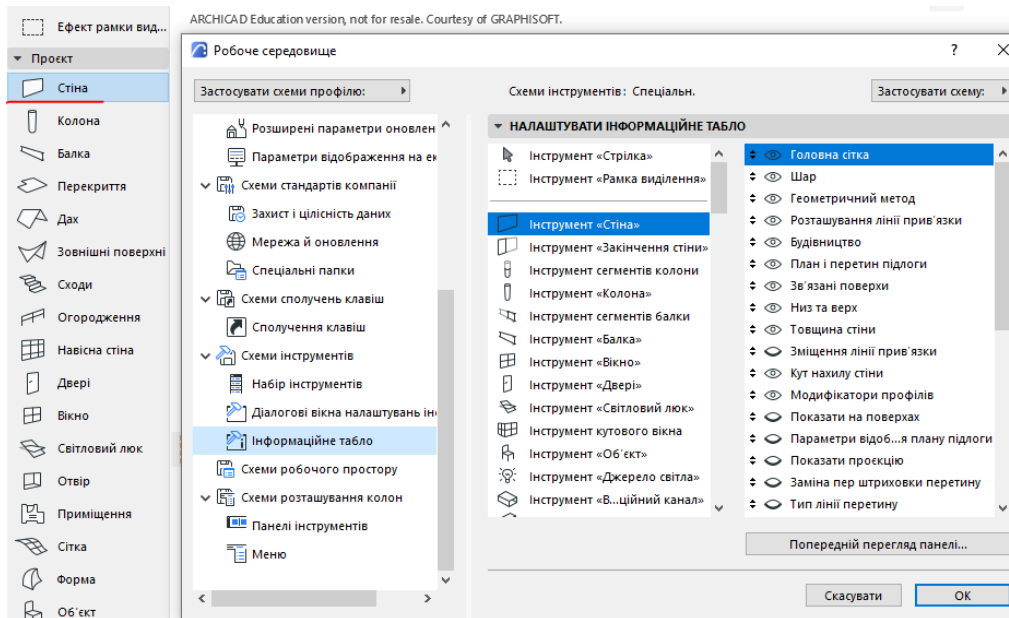 ARCHICAD Education version, not for resale. Courtesy of GRAPHISOFT.
Ефект рамки вид...
Проєкт
Стіна
Колона
Балка
Перекриття
Дах
Зовнішні поверхні
Сходи
Огородження
Навісна стіна
Двері
Вікно
Світловий люк
Отвір
Приміщення
Сітка
Форма
Об'єкт
Робоче середовище
?
Застосувати схеми профілю:
Схеми інструментів: Спеціальн.
Застосувати схему:
Розширені параметри оновлен
Параметри відображення на ек
Схеми стандартів компанії
Захист і цілісність даних
Мережа й оновлення
Спеціальні папки
Схеми сполучень клавіш
Сполучення клавіш
Схеми інструментів
Набір інструментів
Діалогові вікна налаштувань ін
Інформаційне табло
Схеми робочого простору
Схеми розташування колон
Панелі інструментів
Меню
НАЛАШТУВАТИ ІНФОРМАЦІЙНЕ ТАБЛО
Інструмент «Стрілка»
Інструмент «Рамка виділення»
Інструмент «Стіна»
Інструмент «Закінчення стіни»
Інструмент сегментів колони
Інструмент «Колона»
Інструмент сегментів балки
Інструмент «Балка»
Інструмент «Вікно»
Інструмент «Двері»
Інструмент «Світловий люк»
Інструмент кутового вікна
Інструмент «Об'єкт»
Інструмент «Джерело світла»
Інструмент «В...ційний канал»
Головна сітка
Шар
Геометричний метод
Розташування лінії прив'язки
Будівництво
План і перетин підлоги
Зв'язані поверхи
Низ та верх
Товщина стіни
Зміщення лінії прив'язки
Кут нахилу стіни
Модифікатори профілів
Показати на поверхах
Параметри відоб...я плану підлоги
Показати проєкцію
Заміна пер штриховки перетину
Тип лінії перетину
Попередній перегляд панелі...
Скасувати
ОК